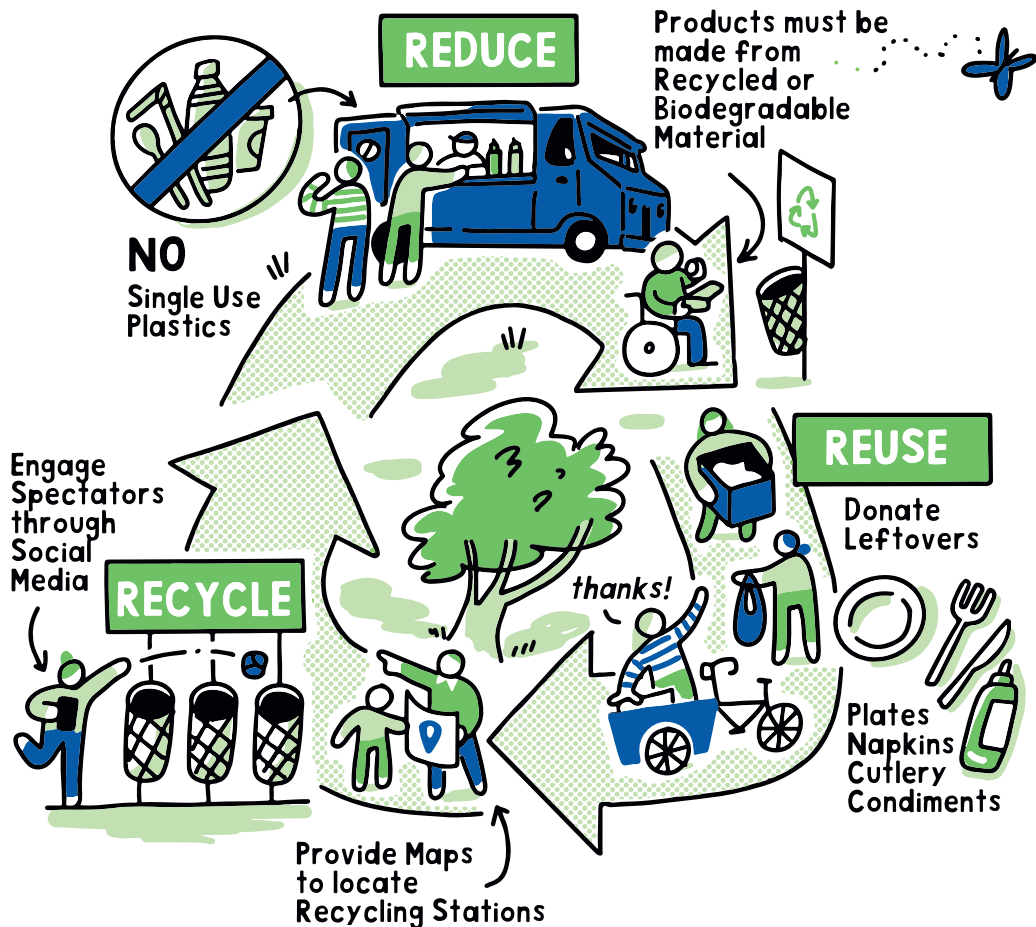 REDUCE
Products must be
made from
Recycled or
Biodegradable
Material
NO
Single Use
Plastics
REUSE
Donate
Leftovers
thanks!
Plates
Napkins
Cutlery
Condiments
Engage
Spectators
through
Social
Media
RECYCLE
Provide Maps
to locate
Recycling Stations